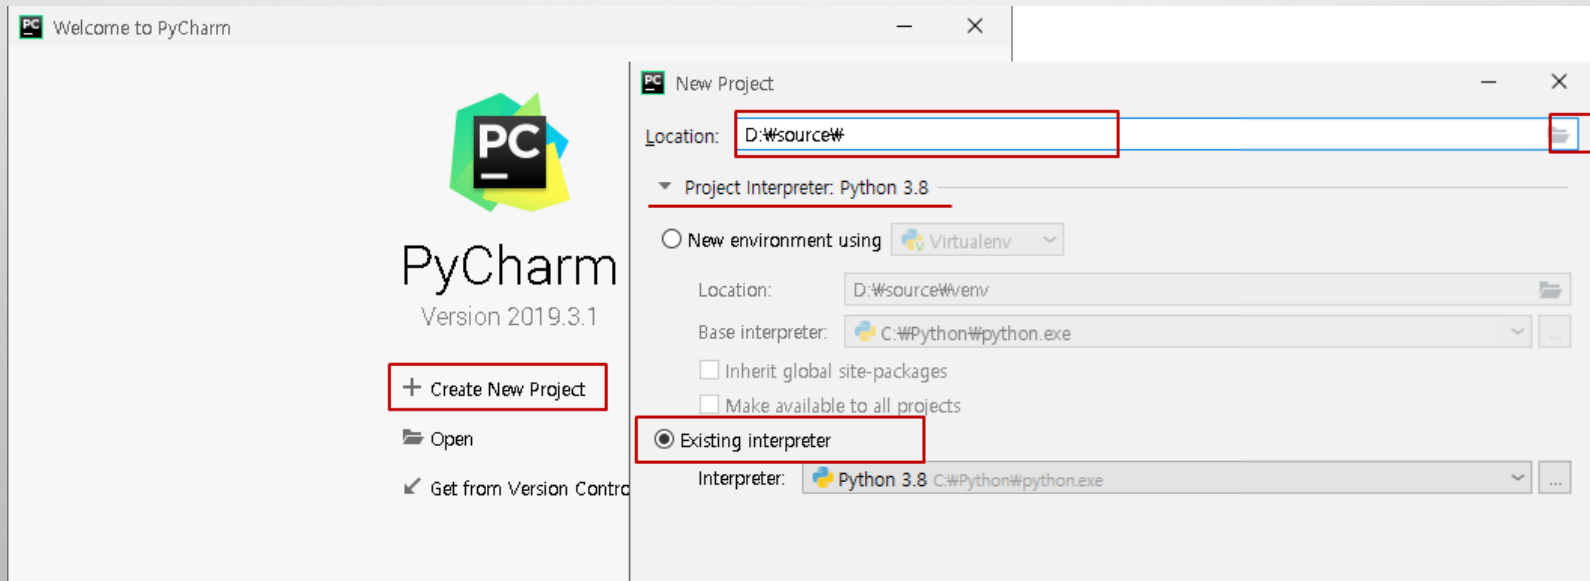 PC Welcome to PyCharm
PC
PyCharm
Version 2019.3.1
Create New Project
Open
Get from Version Contro
PC New Project
Location: D:₩source₩
Project Interpreter: Python 3.8
New environment using Virtualenv
Location: D:₩source₩venv
Base interpreter: C:₩Python₩python.exe ...
Inherit global site-packages
Make available to all projects
Existing interpreter
Interpreter: Python 3.8 C:₩Python₩python.exe ...